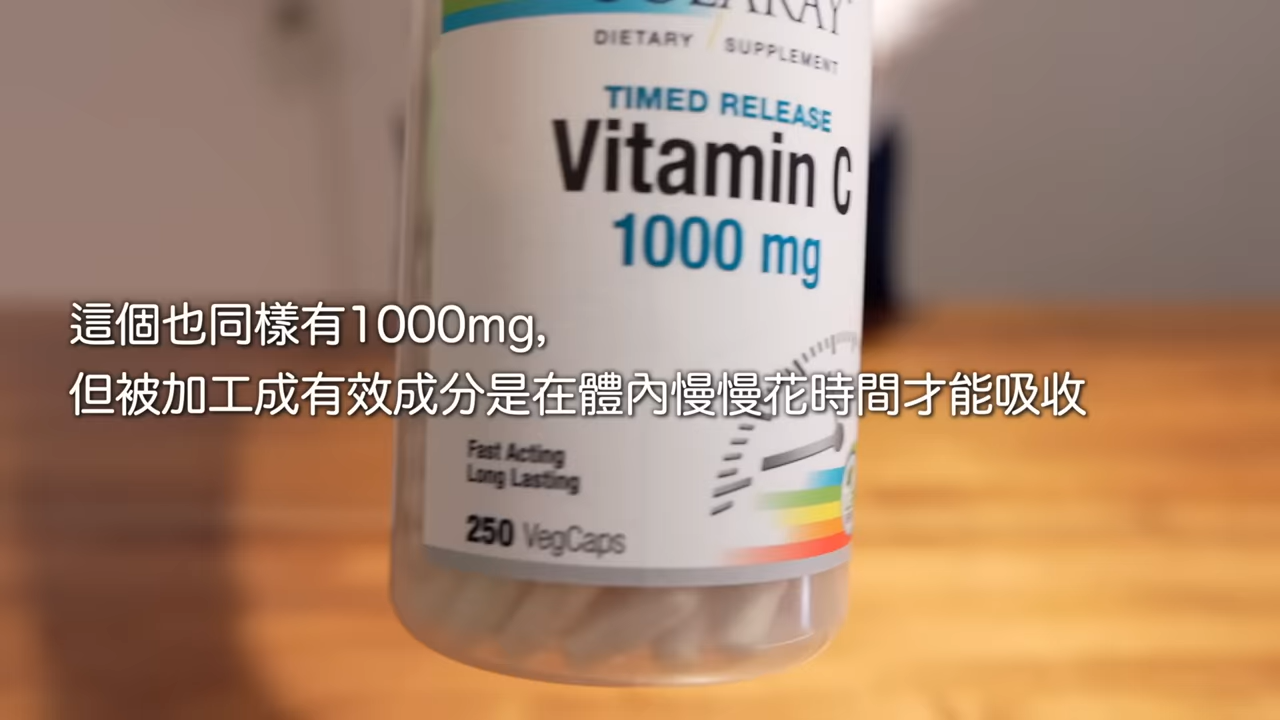 SOLARAY
DIETARY SUPPLEMENT
TIMED RELEASE
Vitamin C
1000 mg
這個也同樣有1000mg,
但被加工成有效成分是在體內慢慢花時間才能吸收
Fast Acting
Long Lasting
250 VegCaps